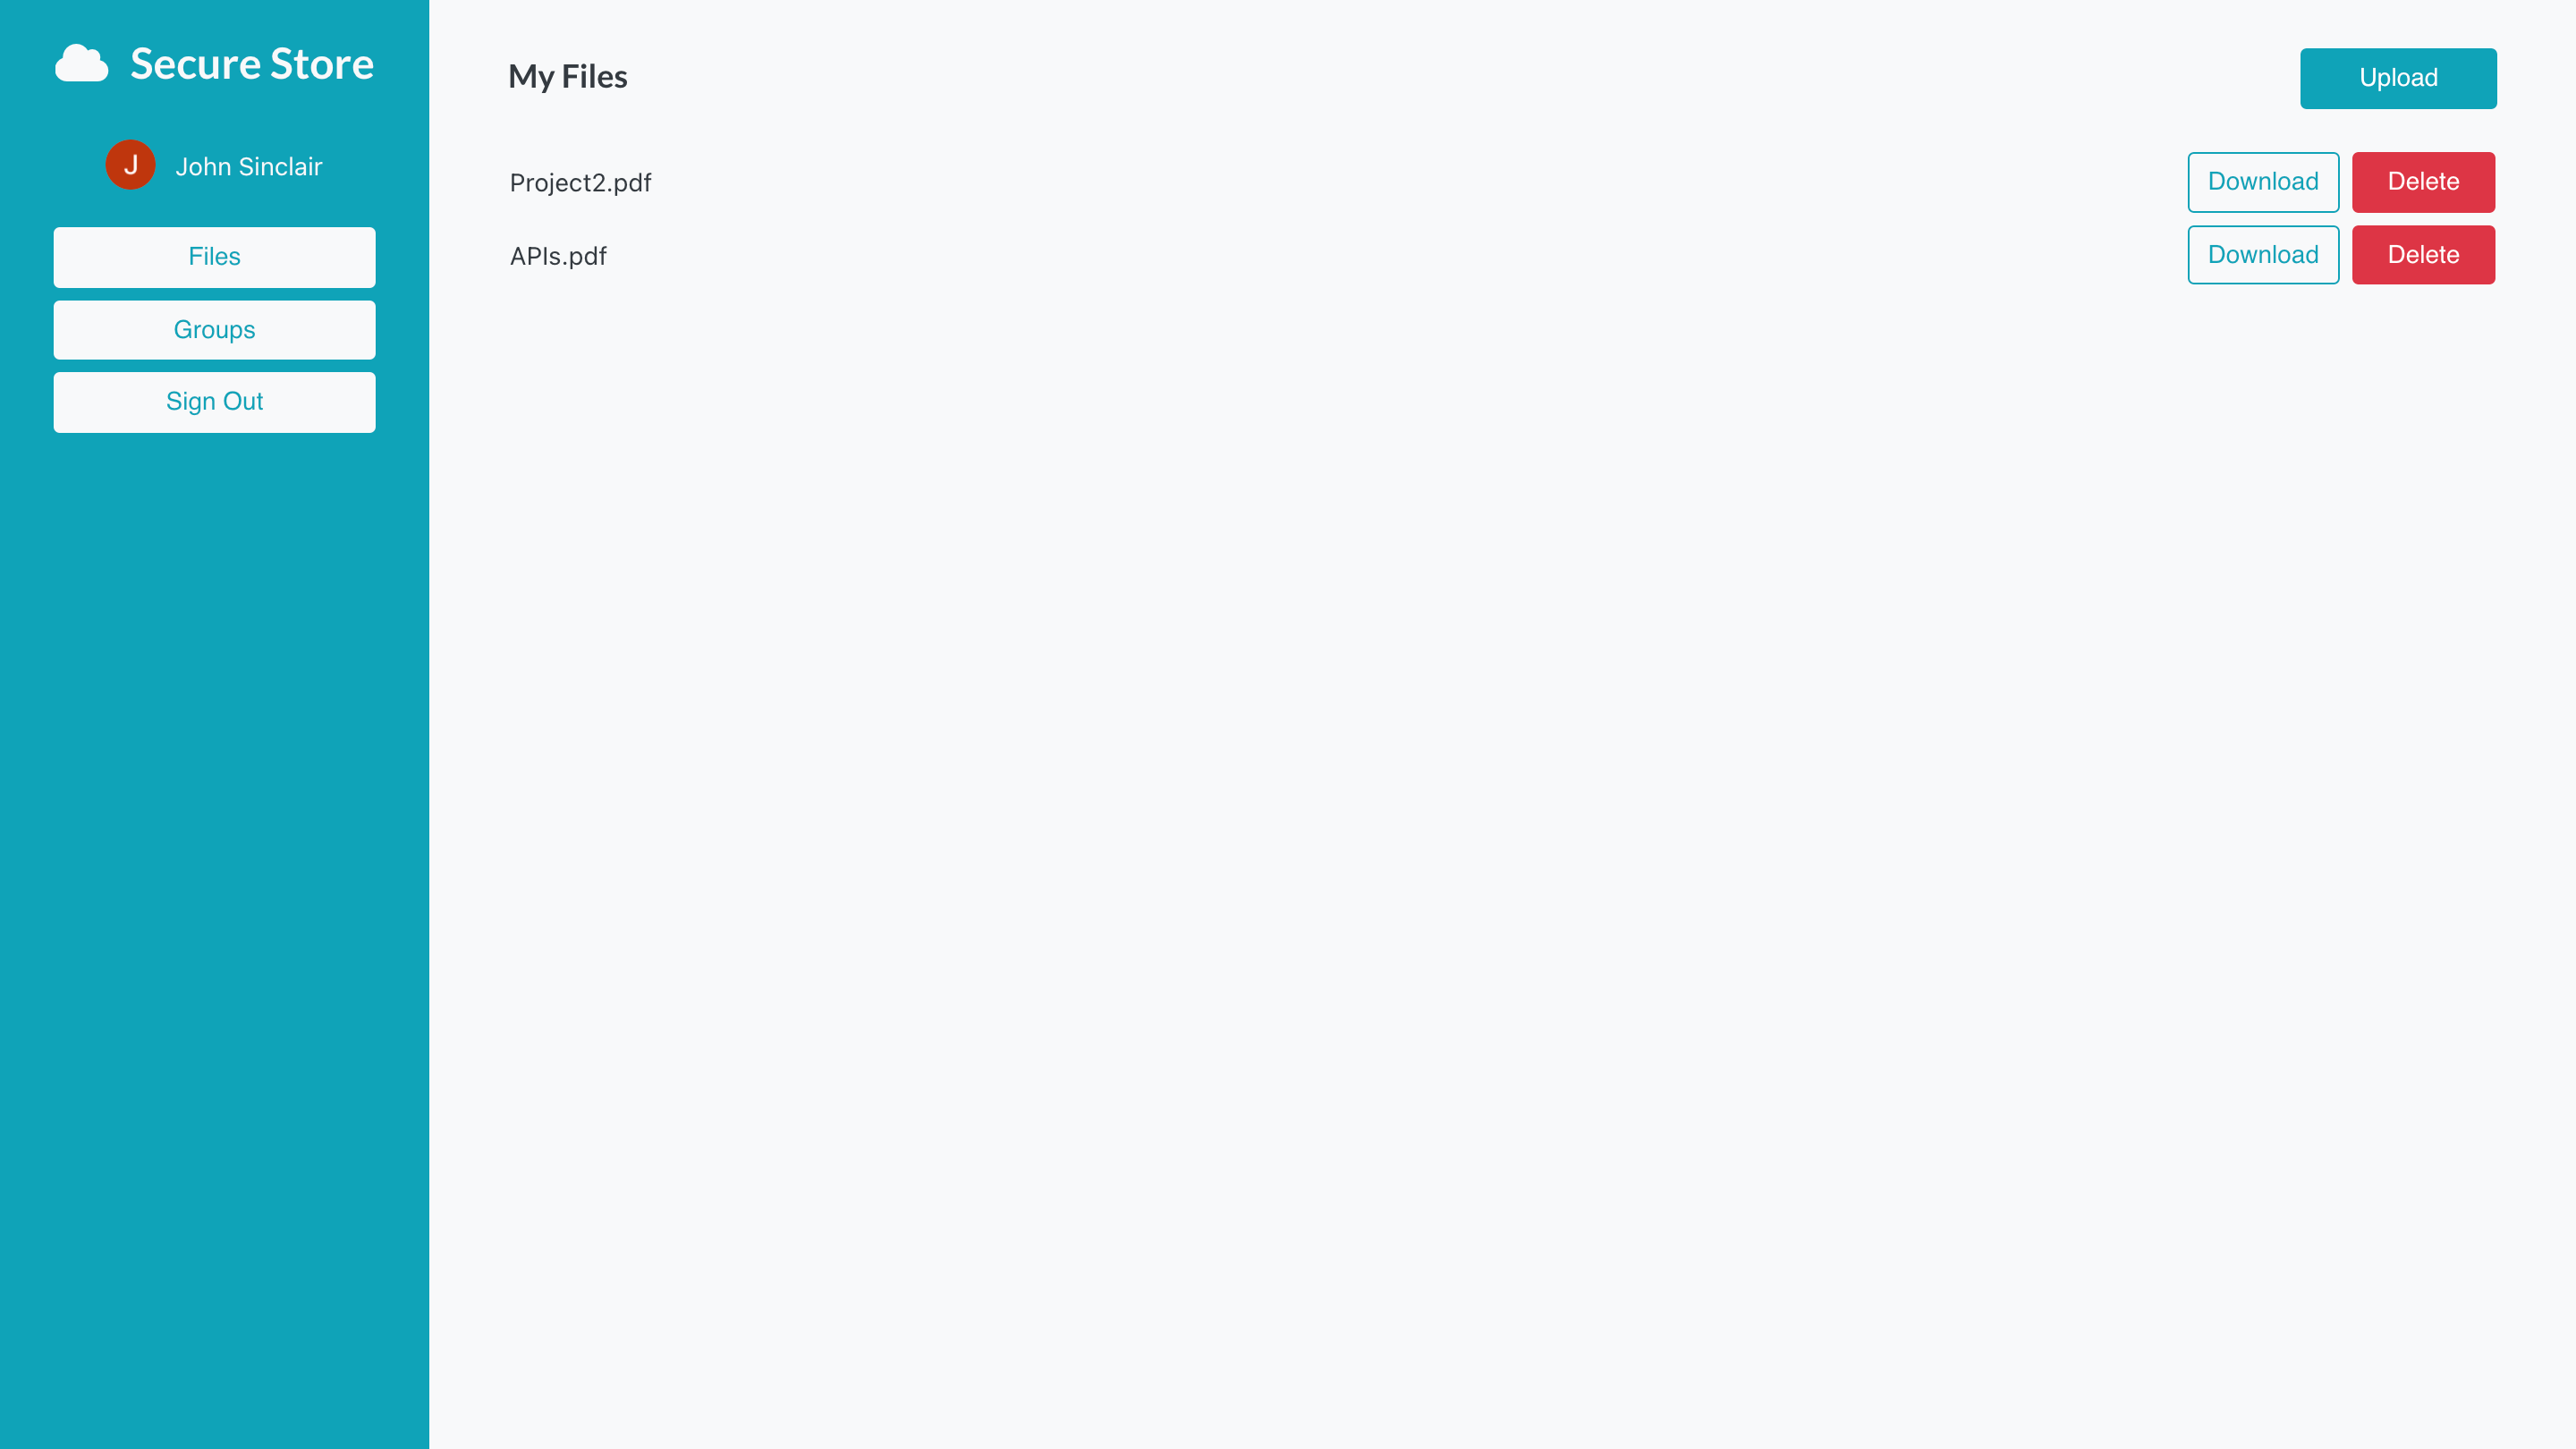 Secure Store
J John Sinclair
Files
Groups
Sign Out
My Files
Upload
Project2.pdf Download Delete
APIs.pdf Download Delete